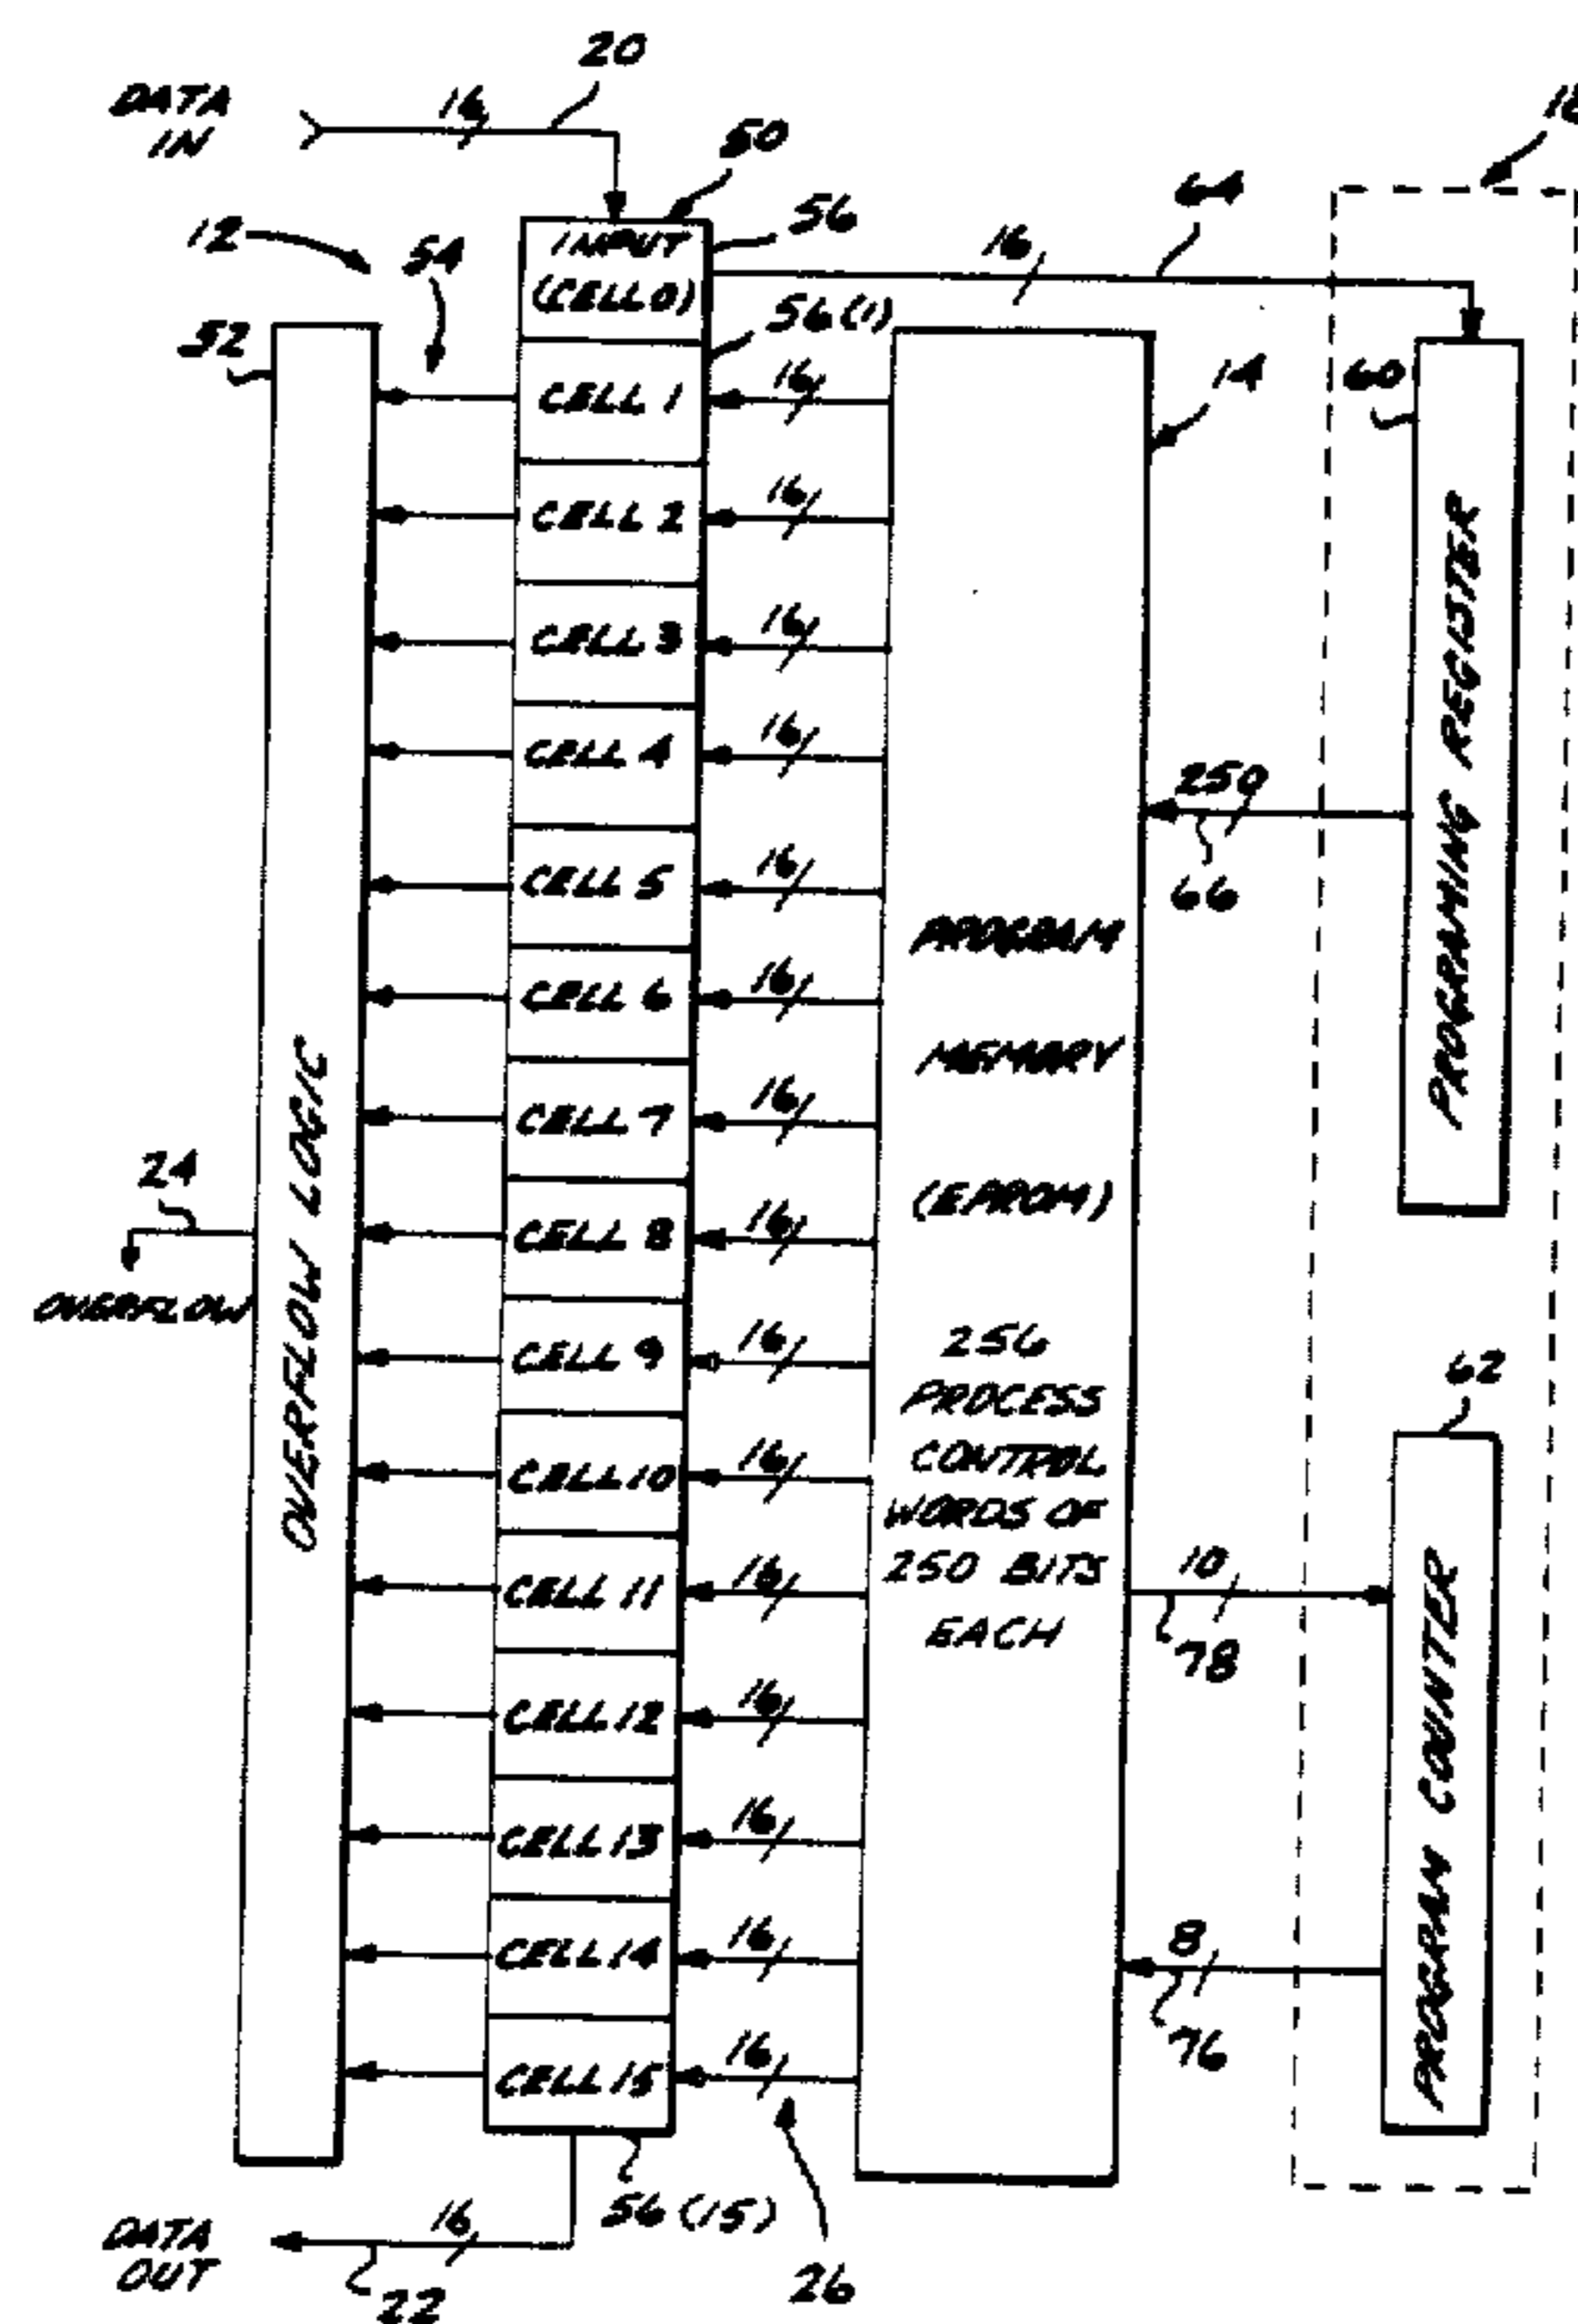 20
DATA
IN
16
50
56
64
16
12
54
INPUT
(CELL 0)
16
52
56(1)
14
60
CELL 1
16
CELL 2
16
CELL 3
16
CELL 4
16
CELL 5
16
CELL 6
16
CELL 7
16
CELL 8
16
CELL 9
16
CELL 10
16
CELL 11
16
CELL 12
16
CELL 13
16
CELL 14
16
CELL 15
16
OVERFLOW LOGIC
24
OVERFLOW
PROGRAM
MEMORY
(EPROM)
256
PROCESS
CONTROL
WORDS OF
250 BITS
EACH
250
66
PROGRAMING REGISTER
62
10
78
PROGRAM COUNTER
8
76
56(15)
26
DATA
OUT
16
22